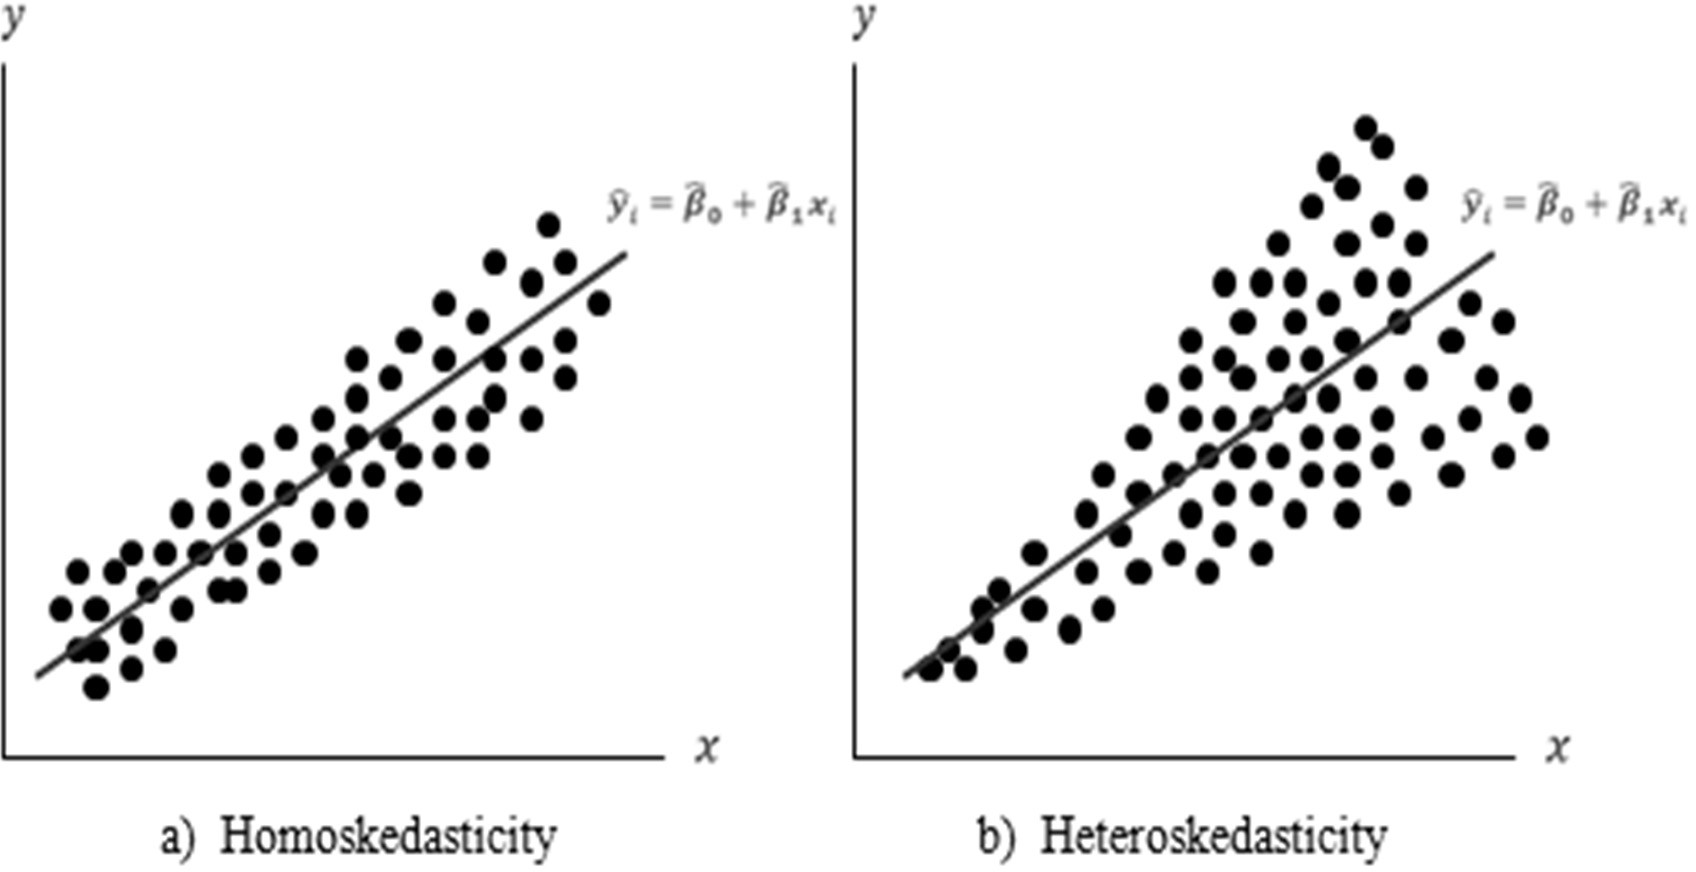 y
ŷᵢ = β̂₀ + β̂₁xᵢ
x
a) Homoskedasticity
y
ŷᵢ = β̂₀ + β̂₁xᵢ
x
b) Heteroskedasticity